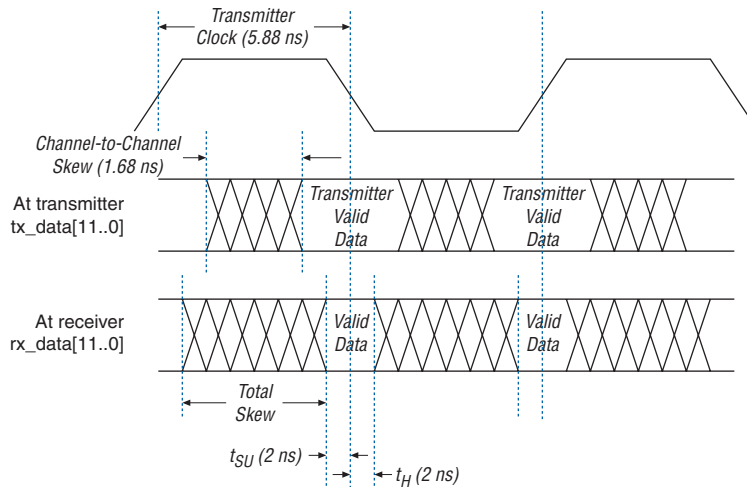 Transmitter
Clock (5.88 ns)
Channel-to-Channel
Skew (1.68 ns)
At transmitter
tx_data[11..0]
Transmitter
Valid
Data
Transmitter
Valid
Data
At receiver
rx_data[11..0]
Valid
Data
Valid
Data
Total
Skew
tSU (2 ns)
tH (2 ns)